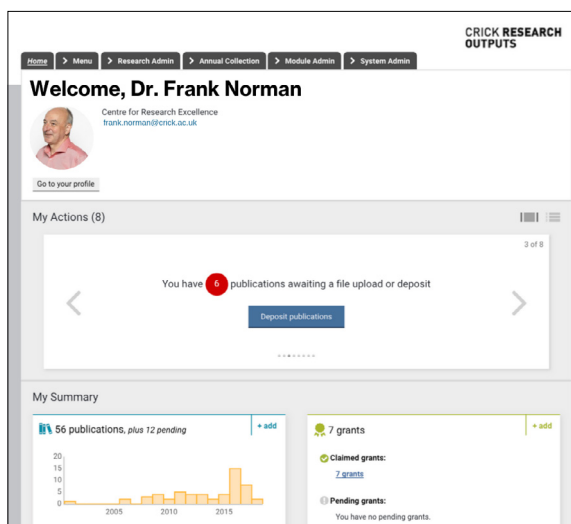 CRICK RESEARCH
OUTPUTS
Home > Menu > Research Admin > Annual Collection > Module Admin > System Admin
Welcome, Dr. Frank Norman
Centre for Research Excellence
frank.norman@crick.ac.uk
Go to your profile
My Actions (8)
3 of 8
You have 6 publications awaiting a file upload or deposit
Deposit publications
My Summary
56 publications, plus 12 pending
+ add
20
15
10
5
0
2005 2010 2015
7 grants
+ add
Claimed grants:
7 grants
Pending grants:
You have no pending grants.